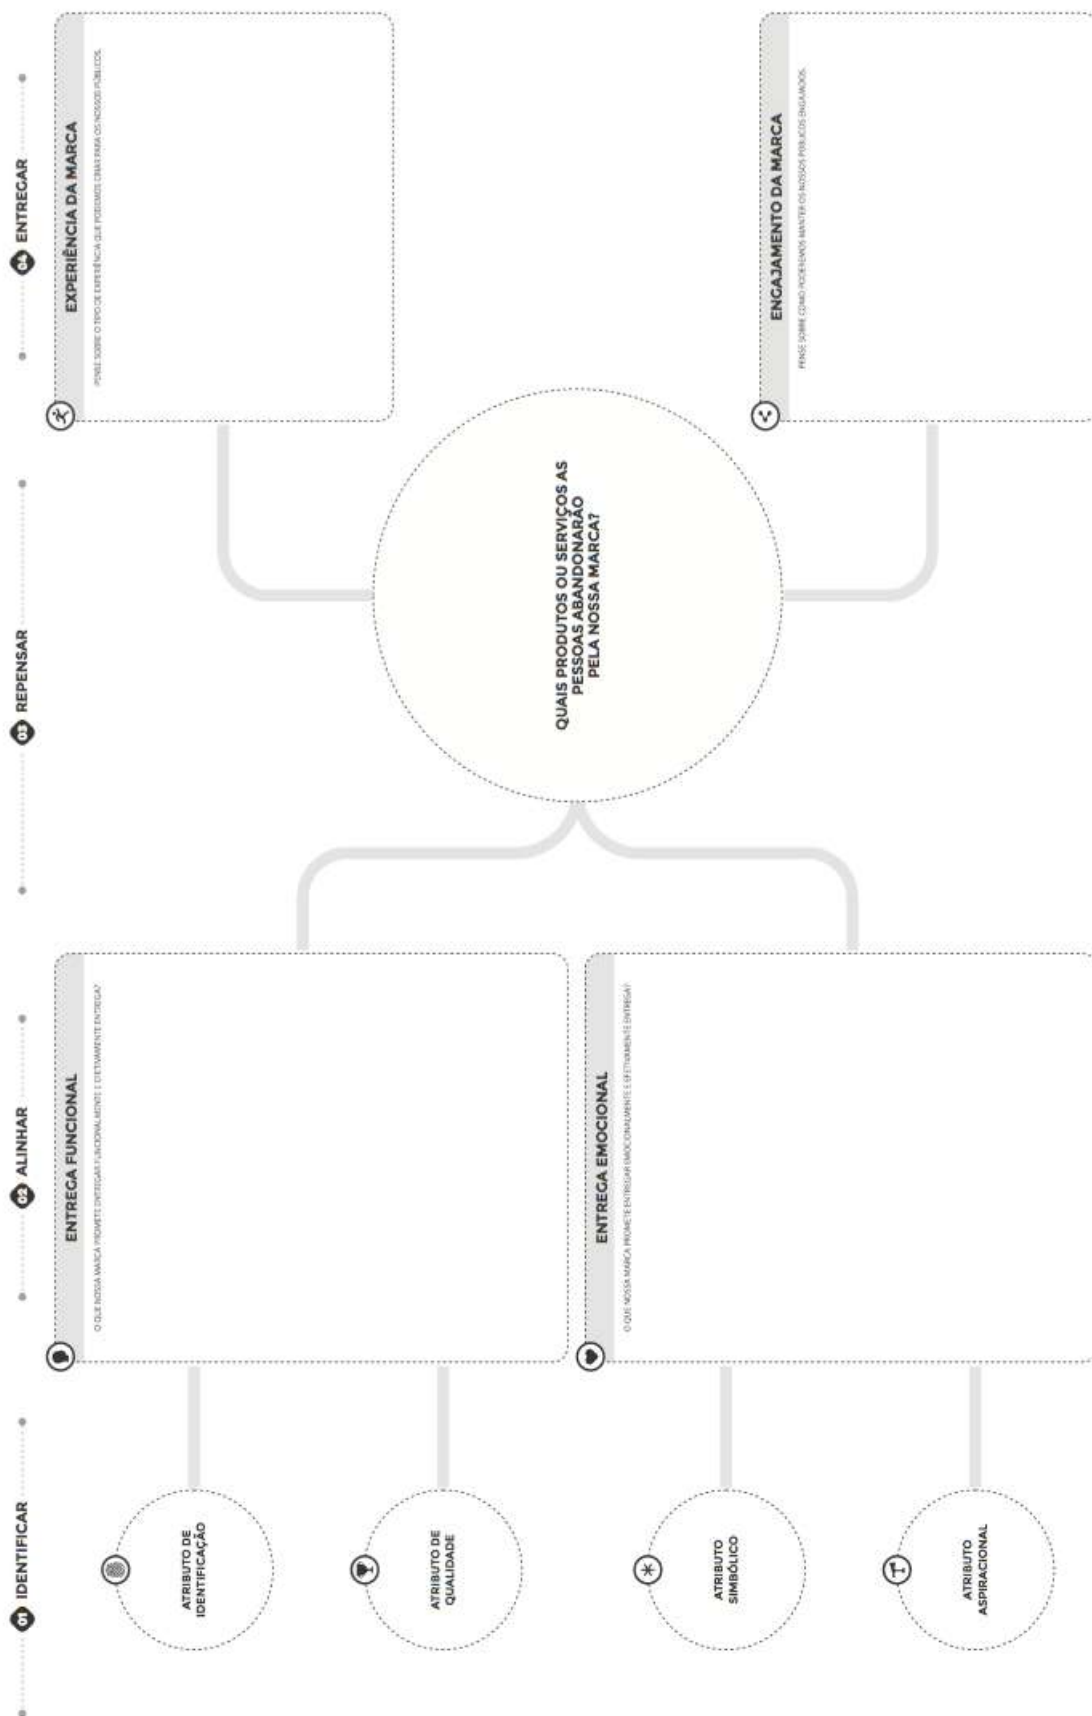 01 IDENTIFICAR
02 ALINHAR
03 REPENSAR
04 ENTREGAR
ATRIBUTO DE
IDENTIFICAÇÃO
ATRIBUTO DE
QUALIDADE
ATRIBUTO
SIMBÓLICO
ATRIBUTO
ASPIRACIONAL
ENTREGA FUNCIONAL
O QUE NOSSA MARCA PROMETE ENTREGAR FUNCIONALMENTE E EFETIVAMENTE ENTREGA?
ENTREGA EMOCIONAL
O QUE NOSSA MARCA PROMETE ENTREGAR EMOCIONALMENTE E EFETIVAMENTE ENTREGA?
QUAIS PRODUTOS OU SERVIÇOS AS
PESSOAS ABANDONARÃO
PELA NOSSA MARCA?
EXPERIÊNCIA DA MARCA
PENSE SOBRE O TIPO DE EXPERIÊNCIA QUE PODEMOS CRIAR PARA OS NOSSOS PÚBLICOS.
ENGAJAMENTO DA MARCA
PENSE SOBRE COMO PODEREMOS MANTER OS NOSSOS PÚBLICOS ENGAJADOS.